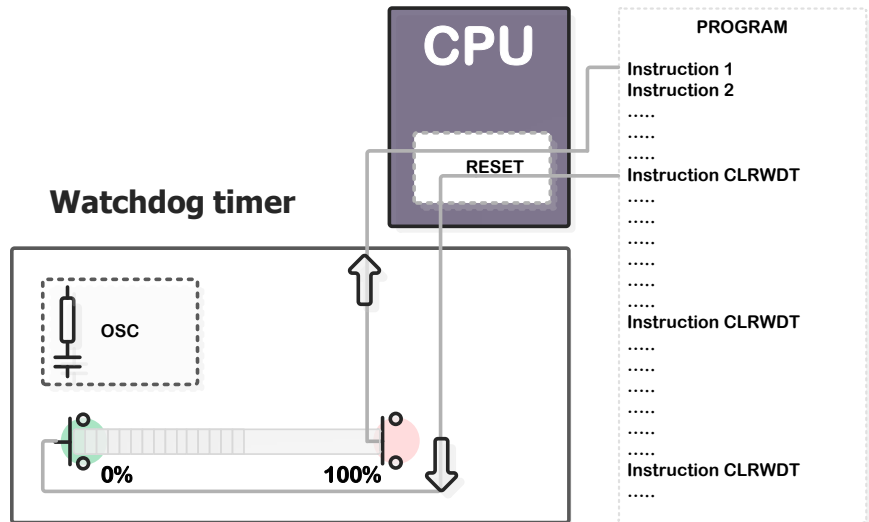 CPU
RESET
Watchdog timer
OSC
0%
100%
PROGRAM
Instruction 1
Instruction 2
.....
.....
.....
Instruction CLRWDT
.....
.....
.....
.....
.....
.....
Instruction CLRWDT
.....
.....
.....
.....
.....
.....
Instruction CLRWDT
.....